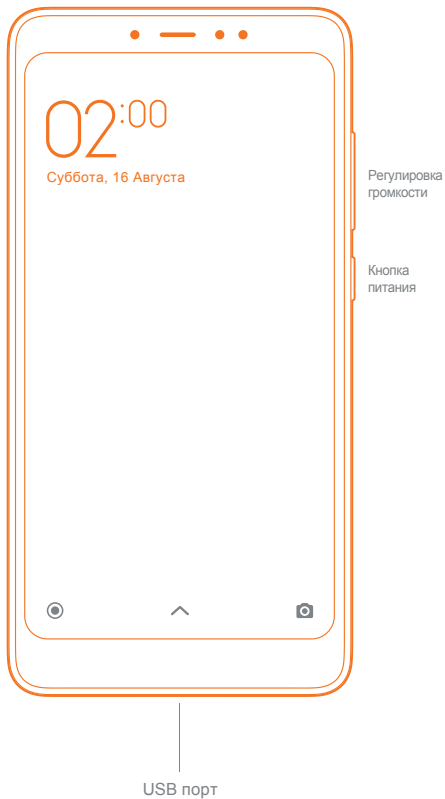 02:00
Суббота, 16 Августа
Регулировка
громкости
Кнопка
питания
USB порт